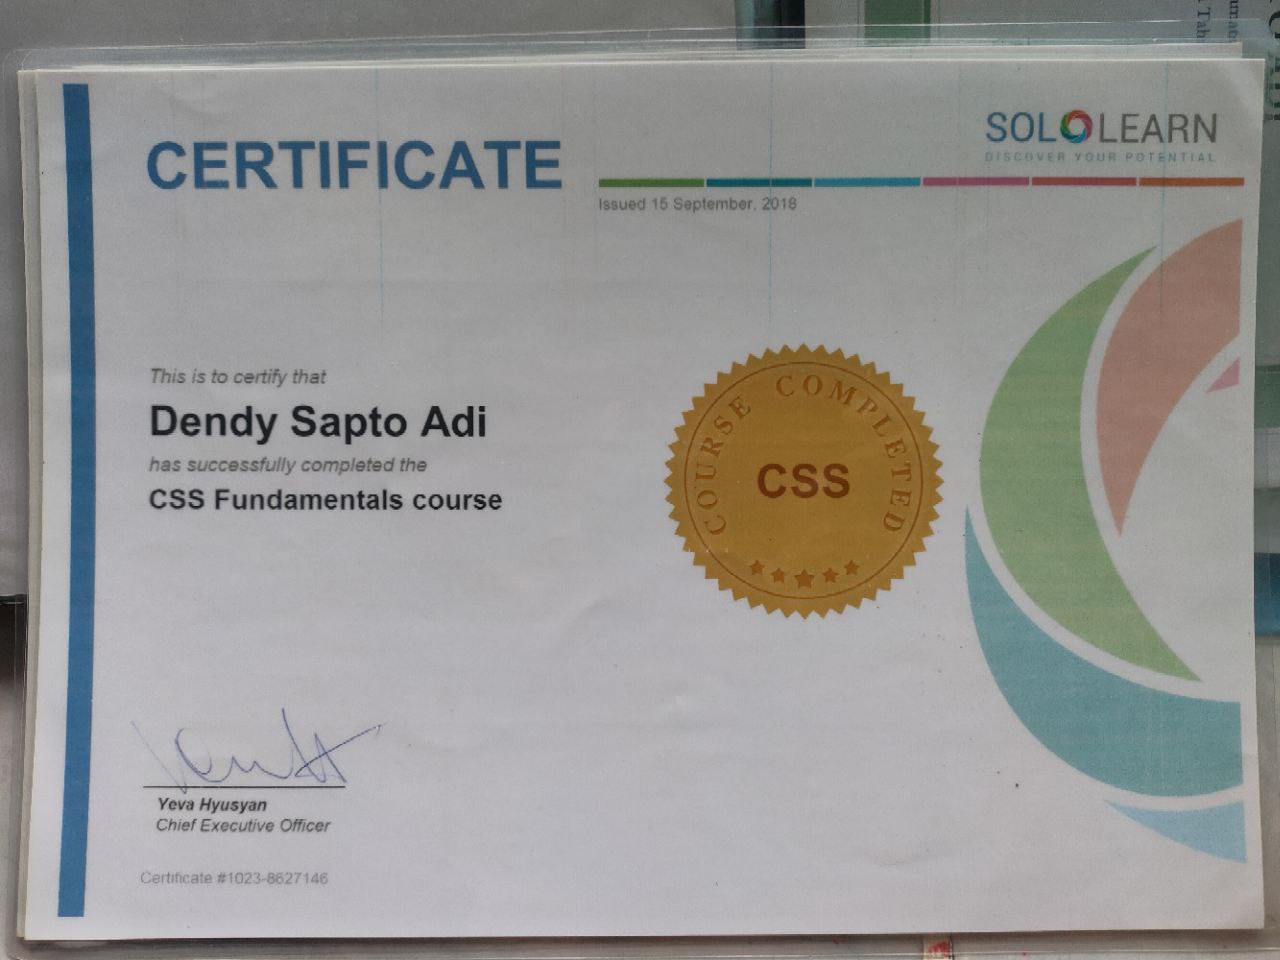 CERTIFICATE
SOLOLEARN
DISCOVER YOUR POTENTIAL
Issued 15 September, 2018
This is to certify that
Dendy Sapto Adi
has successfully completed the
CSS Fundamentals course
COURSE COMPLETED
CSS
Yeva Hyusyan
Chief Executive Officer
Certificate #1023-8627146